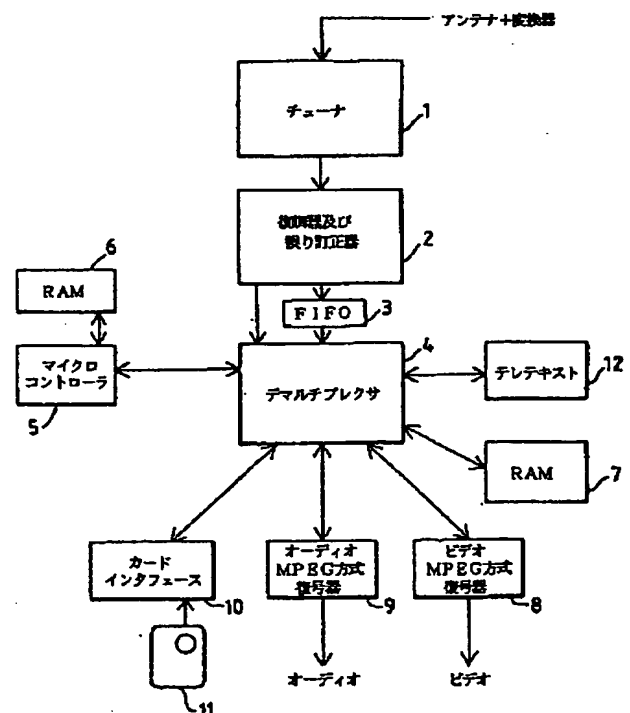 アンテナ+変換器
チューナ
1
復調器及び
誤り訂正器
2
6
RAM
FIFO
3
4
マイクロ
コントローラ
5
デマルチプレクサ
テレテキスト
12
RAM
7
カード
インタフェース
10
オーディオ
MPEG方式
復号器
9
ビデオ
MPEG方式
復号器
8
11
オーディオ
ビデオ